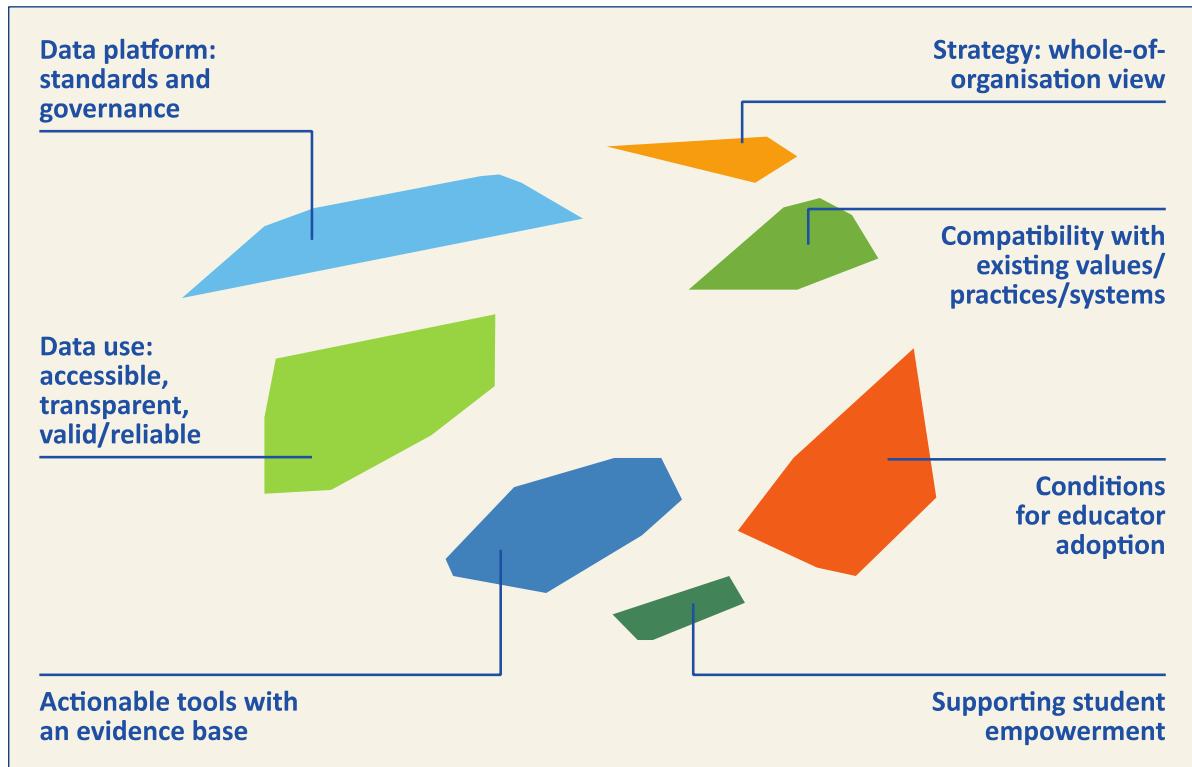 Data platform:
standards and
governance
Strategy: whole-of-
organisation view
Compatibility with
existing values/
practices/systems
Data use:
accessible,
transparent,
valid/reliable
Conditions
for educator
adoption
Actionable tools with
an evidence base
Supporting student
empowerment